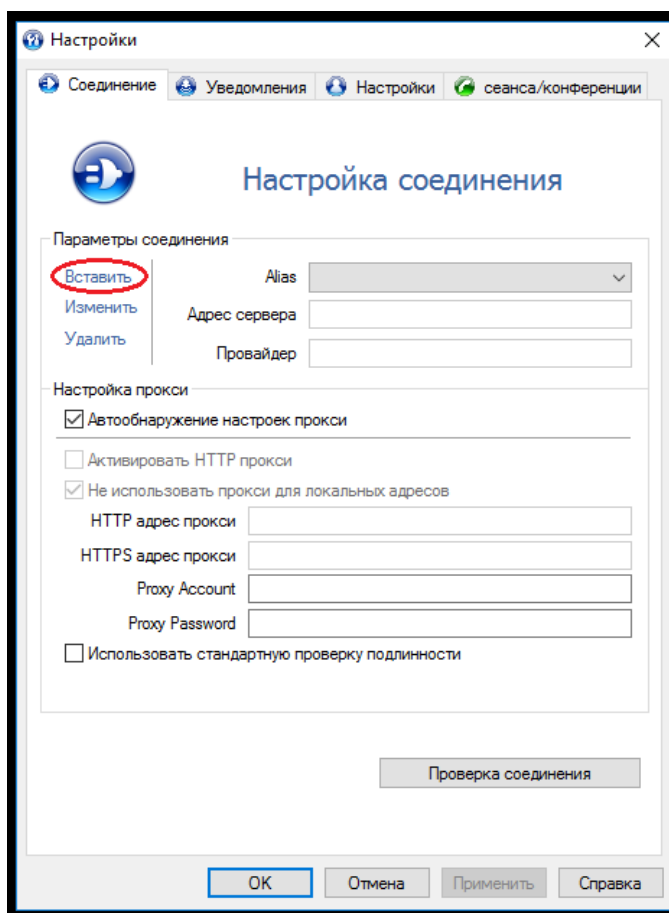 Настройки
Соединение Уведомления Настройки сеанса/конференции
Настройка соединения
Параметры соединения
Вставить Alias
Изменить Адрес сервера
Удалить Провайдер
Настройка прокси
Автообнаружение настроек прокси
Активировать HTTP прокси
Не использовать прокси для локальных адресов
HTTP адрес прокси
HTTPS адрес прокси
Proxy Account
Proxy Password
Использовать стандартную проверку подлинности
Проверка соединения
OK Отмена Применить Справка